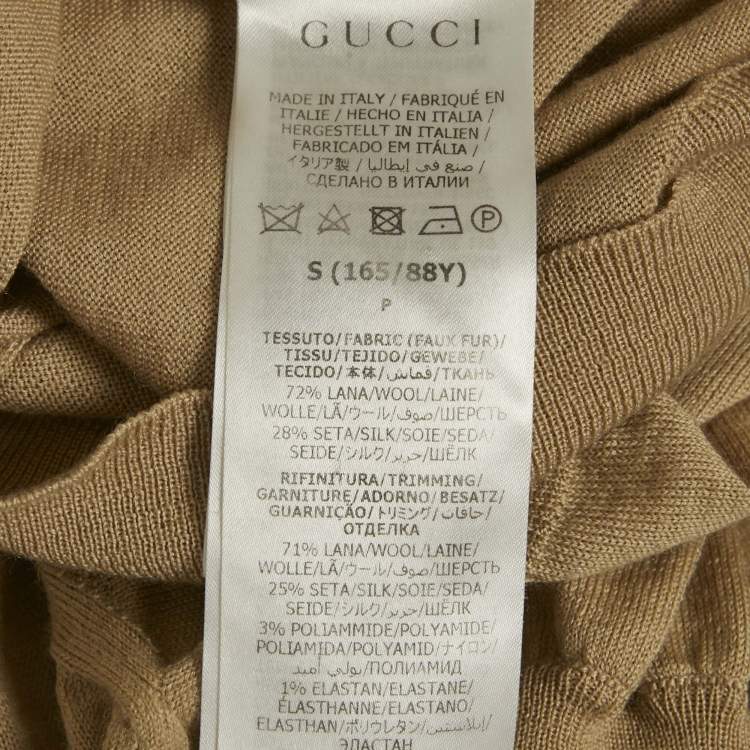 GUCCI
MADE IN ITALY / FABRIQUÉ EN
ITALIE / HECHO EN ITALIA /
HERGESTELLT IN ITALIEN /
FABRICADO EM ITÁLIA /
イタリア製 / صنع في إيطاليا /
СДЕЛАНО В ИТАЛИИ
P
S (165/88Y)
P
TESSUTO/FABRIC (FAUX FUR)/
TISSU/TEJIDO/GEWEBE/
TECIDO/本体/قماش/ТКАНЬ
72% LANA/WOOL/LAINE/
WOLLE/LÃ/ウール/صوف/ШЕРСТЬ
28% SETA/SILK/SOIE/SEDA/
SEIDE/シルク/حرير/ШЁЛК
RIFINITURA/TRIMMING/
GARNITURE/ADORNO/BESATZ/
GUARNIÇÃO/トリミング/حافات/
ОТДЕЛКА
71% LANA/WOOL/LAINE/
WOLLE/LÃ/ウール/صوف/ШЕРСТЬ
25% SETA/SILK/SOIE/SEDA/
SEIDE/シルク/حرير/ШЁЛК
3% POLIAMMIDE/POLYAMIDE/
POLIAMIDA/POLYAMID/ナイロン/
بولي أميد/ПОЛИАМИД
1% ELASTAN/ELASTANE/
ÉLASTHANNE/ELASTANO/
ELASTHAN/ポリウレタン/إيلاستين/
ЭЛАСТАН